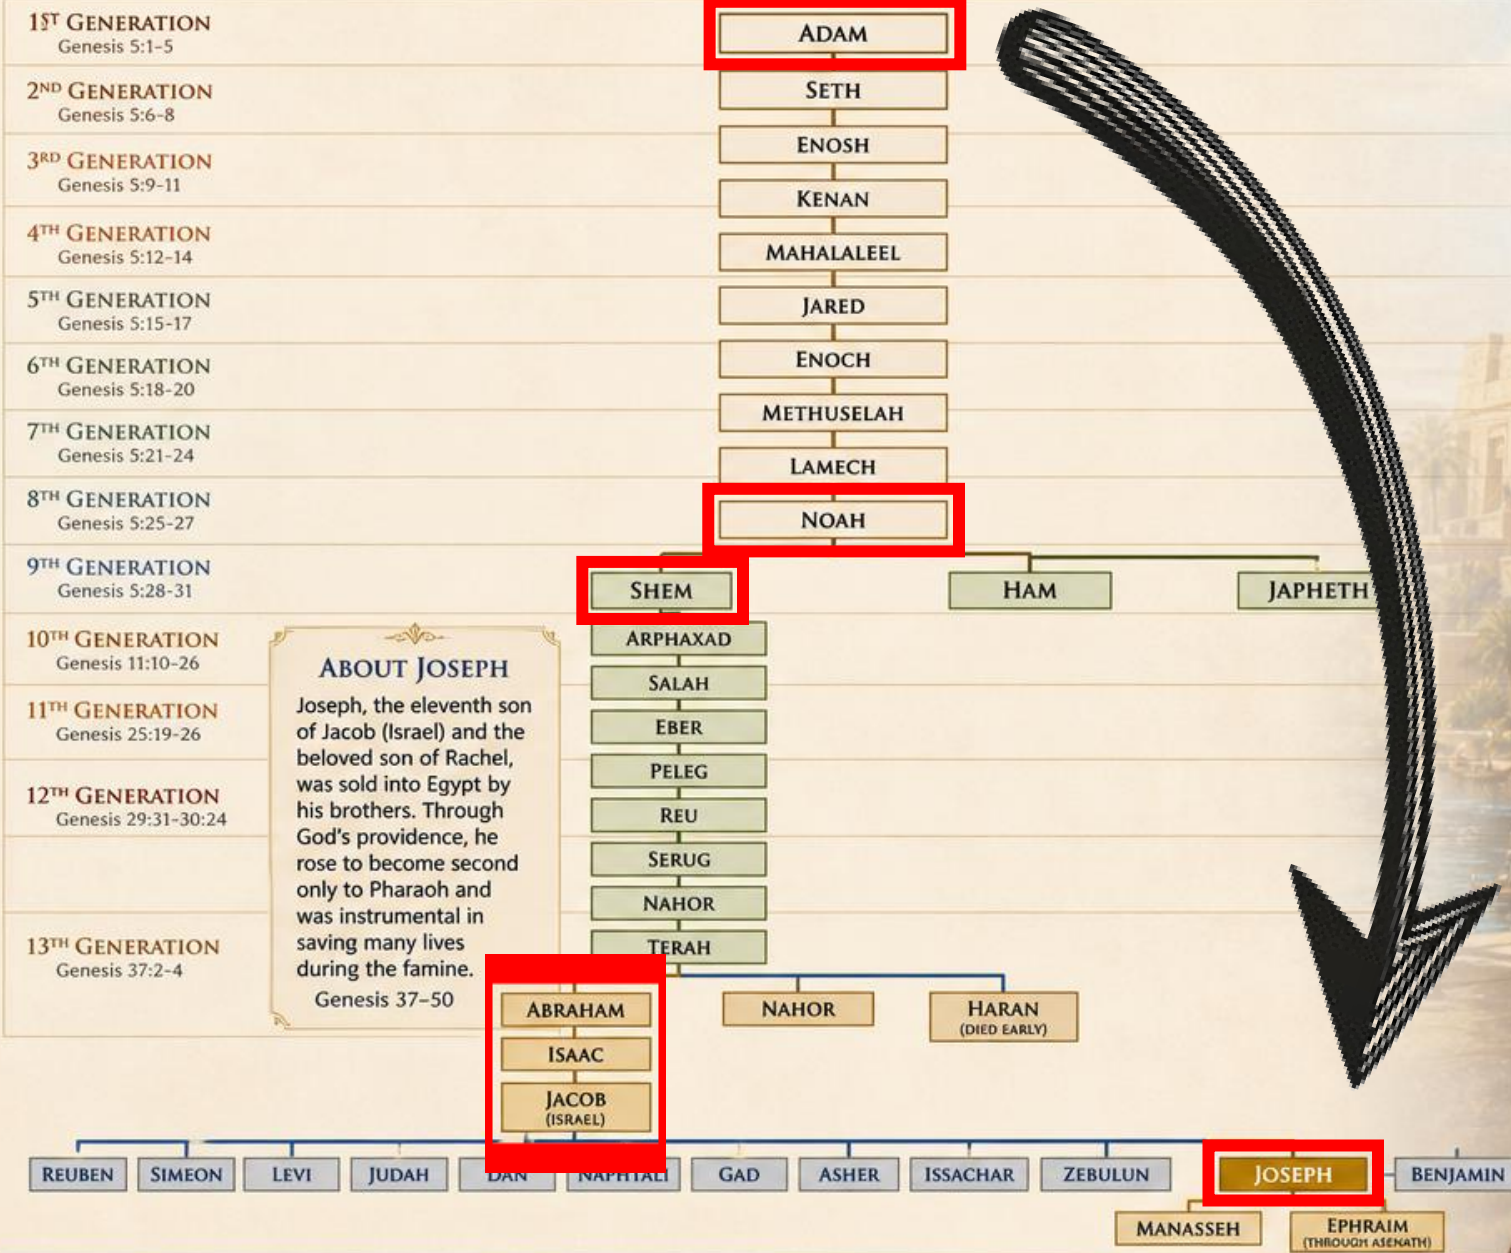 1ST GENERATION
Genesis 5:1-5
2ND GENERATION
Genesis 5:6-8
3RD GENERATION
Genesis 5:9-11
4TH GENERATION
Genesis 5:12-14
5TH GENERATION
Genesis 5:15-17
6TH GENERATION
Genesis 5:18-20
7TH GENERATION
Genesis 5:21-24
8TH GENERATION
Genesis 5:25-27
9TH GENERATION
Genesis 5:28-31
10TH GENERATION
Genesis 11:10-26
11TH GENERATION
Genesis 25:19-26
12TH GENERATION
Genesis 29:31-30:24
13TH GENERATION
Genesis 37:2-4
ADAM
SETH
ENOSH
KENAN
MAHALALEEL
JARED
ENOCH
METHUSELAH
LAMECH
NOAH
SHEM
HAM
JAPHETH
ARPHAXAD
SALAH
EBER
PELEG
REU
SERUG
NAHOR
TERAH
ABOUT JOSEPH
Joseph, the eleventh son
of Jacob (Israel) and the
beloved son of Rachel,
was sold into Egypt by
his brothers. Through
God's providence, he
rose to become second
only to Pharaoh and
was instrumental in
saving many lives
during the famine.
Genesis 37–50
ABRAHAM
NAHOR
HARAN
(DIED EARLY)
ISAAC
JACOB
(ISRAEL)
REUBEN
SIMEON
LEVI
JUDAH
DAN
NAPHTALI
GAD
ASHER
ISSACHAR
ZEBULUN
JOSEPH
BENJAMIN
MANASSEH
EPHRAIM
(THROUGH ASENATH)